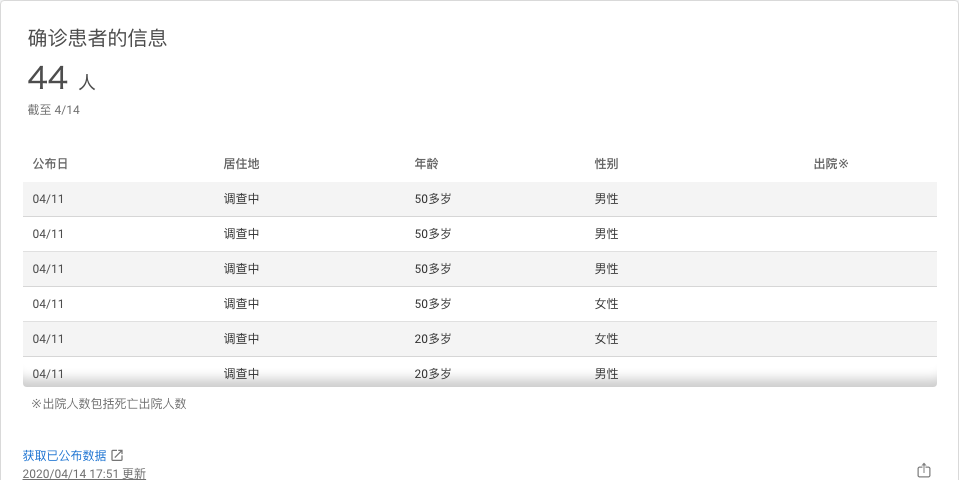 确诊患者的信息
44 人
截至 4/14
公布日 居住地 年龄 性别 出院※
04/11 调查中 50多岁 男性
04/11 调查中 50多岁 男性
04/11 调查中 50多岁 男性
04/11 调查中 50多岁 女性
04/11 调查中 20多岁 女性
04/11 调查中 20多岁 男性
※出院人数包括死亡出院人数
获取已公布数据
2020/04/14 17:51 更新